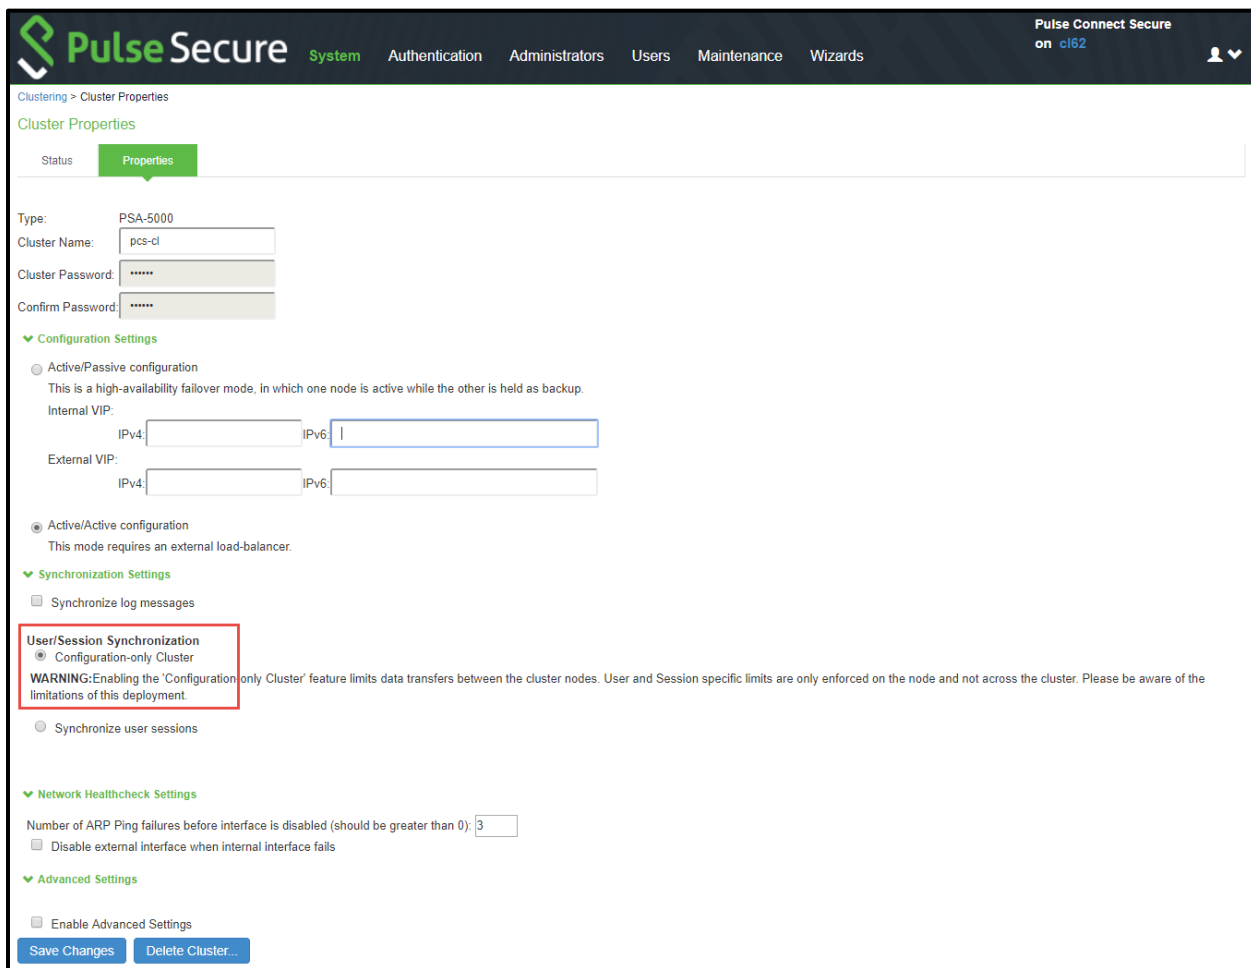 Pulse Secure
System Authentication Administrators Users Maintenance Wizards
Pulse Connect Secure
on cl62
Clustering > Cluster Properties
Cluster Properties
Status Properties
Type: PSA-5000
Cluster Name: pcs-cl
Cluster Password: ••••••
Confirm Password: ••••••
Configuration Settings
Active/Passive configuration
This is a high-availability failover mode, in which one node is active while the other is held as backup.
Internal VIP:
IPv4: IPv6:
External VIP:
IPv4: IPv6:
Active/Active configuration
This mode requires an external load-balancer.
Synchronization Settings
Synchronize log messages
User/Session Synchronization
Configuration-only Cluster
WARNING:Enabling the 'Configuration-only Cluster' feature limits data transfers between the cluster nodes. User and Session specific limits are only enforced on the node and not across the cluster. Please be aware of the
limitations of this deployment.
Synchronize user sessions
Network Healthcheck Settings
Number of ARP Ping failures before interface is disabled (should be greater than 0): 3
Disable external interface when internal interface fails
Advanced Settings
Enable Advanced Settings
Save Changes Delete Cluster...